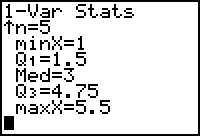 1-Var Stats
↑n=5
minX=1
Q₁=1.5
Med=3
Q₃=4.75
maxX=5.5